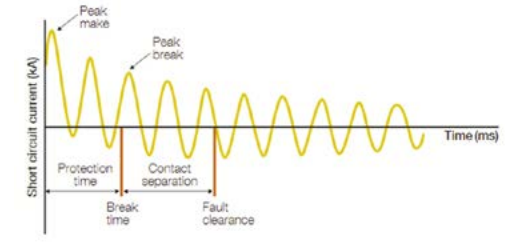 Peak
make
Peak
break
Short circuit current (kA)
Time (ms)
Protection
time
Contact
separation
Break
time
Fault
clearance